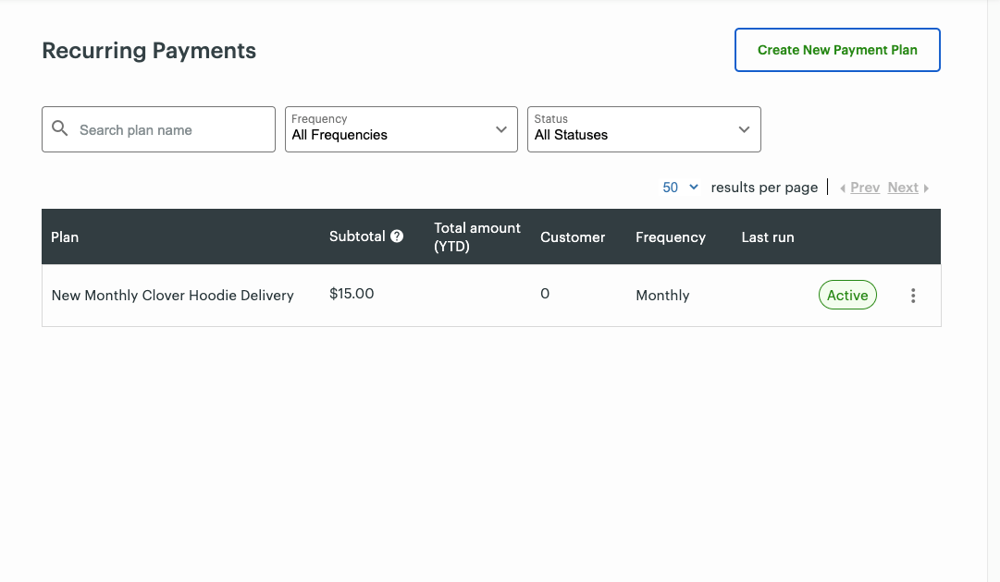 Recurring Payments
Create New Payment Plan
Search plan name
Frequency
All Frequencies
Status
All Statuses
50 results per page Prev Next
Plan Subtotal ? Total amount (YTD) Customer Frequency Last run
New Monthly Clover Hoodie Delivery $15.00 0 Monthly Active